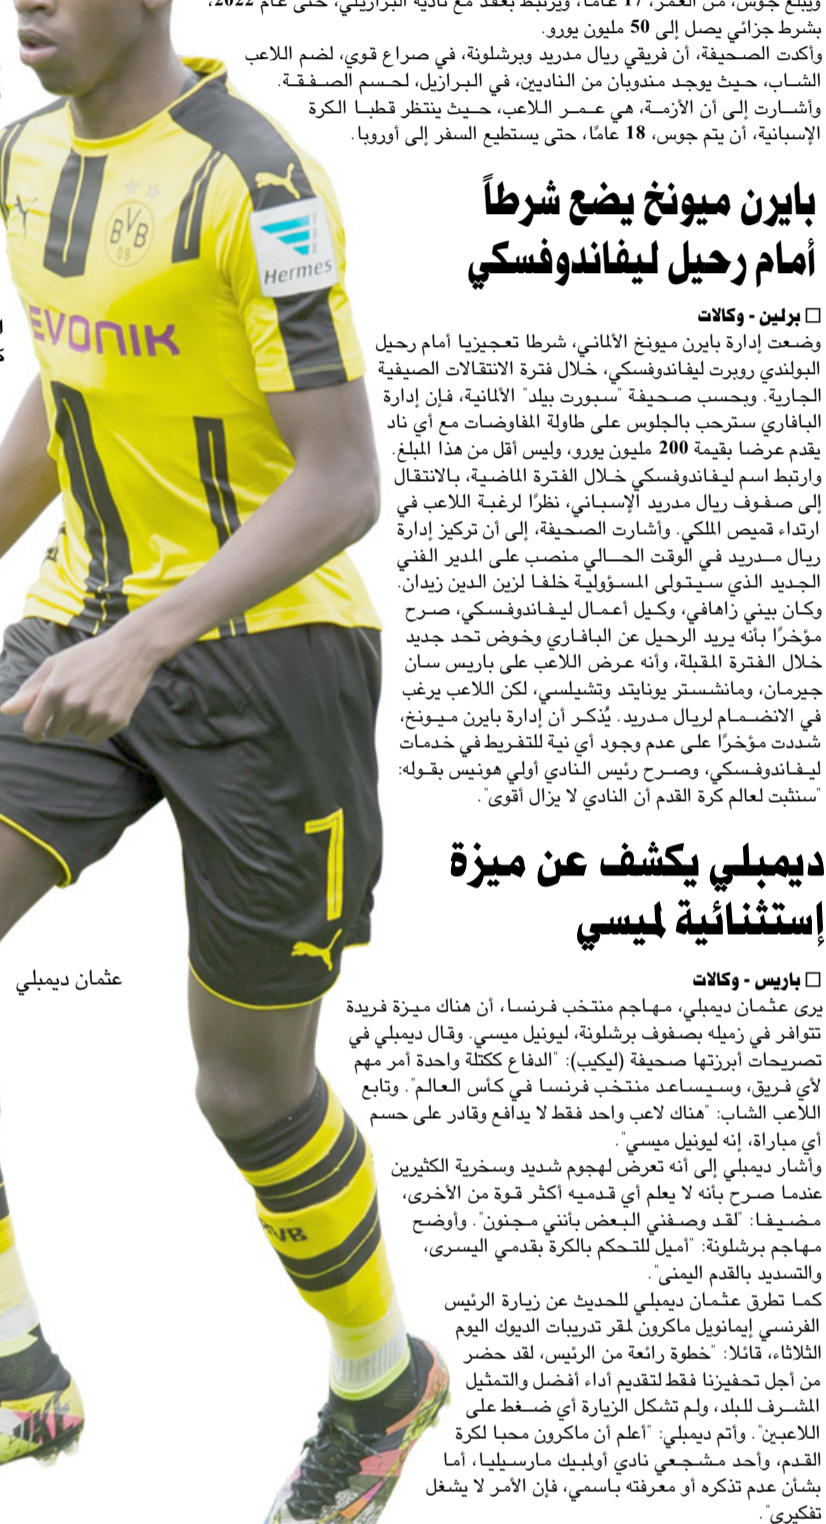 ويبلغ جوس، من العمر، 17 عاما، ويرتبط بعقد مع ناديه البرازيلي، حتى عام 2022،
بشرط جزائي يصل إلى 50 مليون يورو.
وأكدت الصحيفة، أن فريقي ريال مدريد وبرشلونة، في صراع قوي، لضم اللاعب
الشاب، حيث يوجد مندوبان من الناديين، في البرازيل، لحسم الصفقة.
وأشارت إلى أن الأزمة، هي عمر اللاعب، حيث ينتظر قطبا الكرة
الإسبانية، أن يتم جوس، 18 عامًا، حتى يستطيع السفر إلى أوروبا.
بايرن ميونخ يضع شرطاً
أمام رحيل ليفاندوفسكي
□ برلين - وكالات
وضعت إدارة بايرن ميونخ الألماني، شرطا تعجيزيا أمام رحيل
البولندي روبرت ليفاندوفسكي، خلال فترة الانتقالات الصيفية
الجارية. وبحسب صحيفة "سبورت بيلد" الألمانية، فإن إدارة
البافاري سترحب بالجلوس على طاولة المفاوضات مع أي ناد
يقدم عرضا بقيمة 200 مليون يورو، وليس أقل من هذا المبلغ.
وارتبط اسم ليفاندوفسكي خلال الفترة الماضية، بالانتقال
إلى صفوف ريال مدريد الإسباني، نظرًا لرغبة اللاعب في
ارتداء قميص الملكي. وأشارت الصحيفة، إلى أن تركيز إدارة
ريال مدريد في الوقت الحالي منصب على المدير الفني
الجديد الذي سيتولى المسؤولية خلفا لزين الدين زيدان.
وكان بيني زاهافي، وكيل أعمال ليفاندوفسكي، صرح
مؤخرًا بأنه يريد الرحيل عن البافاري وخوض تحد جديد
خلال الفترة المقبلة، وأنه عرض اللاعب على باريس سان
جيرمان، ومانشستر يونايتد وتشيلسي، لكن اللاعب يرغب
في الانضمام لريال مدريد. يُذكر أن إدارة بايرن ميونخ،
شددت مؤخرًا على عدم وجود أي نية للتفريط في خدمات
ليفاندوفسكي، وصرح رئيس النادي أولي هونيس بقوله:
"سنثبت لعالم كرة القدم أن النادي لا يزال أقوى".
ديمبلي يكشف عن ميزة
إستثنائية لميسي
□ باريس - وكالات
يرى عثمان ديمبلي، مهاجم منتخب فرنسا، أن هناك ميزة فريدة
تتوافر في زميله بصفوف برشلونة، ليونيل ميسي. وقال ديمبلي في
تصريحات أبرزتها صحيفة (ليكيب): "الدفاع ككتلة واحدة أمر مهم
لأي فريق، وسيساعد منتخب فرنسا في كأس العالم". وتابع
اللاعب الشاب: "هناك لاعب واحد فقط لا يدافع وقادر على حسم
أي مباراة، إنه ليونيل ميسي".
وأشار ديمبلي إلى أنه تعرض لهجوم شديد وسخرية الكثيرين
عندما صرح بأنه لا يعلم أي قدميه أكثر قوة من الأخرى،
مضيفا: "لقد وصفني البعض بأنني مجنون". وأوضح
مهاجم برشلونة: "أميل للتحكم بالكرة بقدمي اليسرى،
والتسديد بالقدم اليمنى".
كما تطرق عثمان ديمبلي للحديث عن زيارة الرئيس
الفرنسي إيمانويل ماكرون لمقر تدريبات الديوك اليوم
الثلاثاء، قائلا: "خطوة رائعة من الرئيس، لقد حضر
من أجل تحفيزنا فقط لتقديم أداء أفضل والتمثيل
المشرف للبلد، ولم تشكل الزيارة أي ضغط على
اللاعبين". وأتم ديمبلي: "أعلم أن ماكرون محبا لكرة
القدم، وأحد مشجعي نادي أولمبيك مارسيليا، أما
بشأن عدم تذكره أو معرفته باسمي، فإن الأمر لا يشغل
تفكيري".
عثمان ديمبلي
BVB
09
Hermes
EVONIK
7
BVB